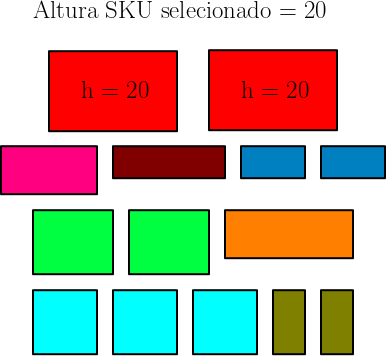 Altura SKU selecionado = 20
h = 20 h = 20